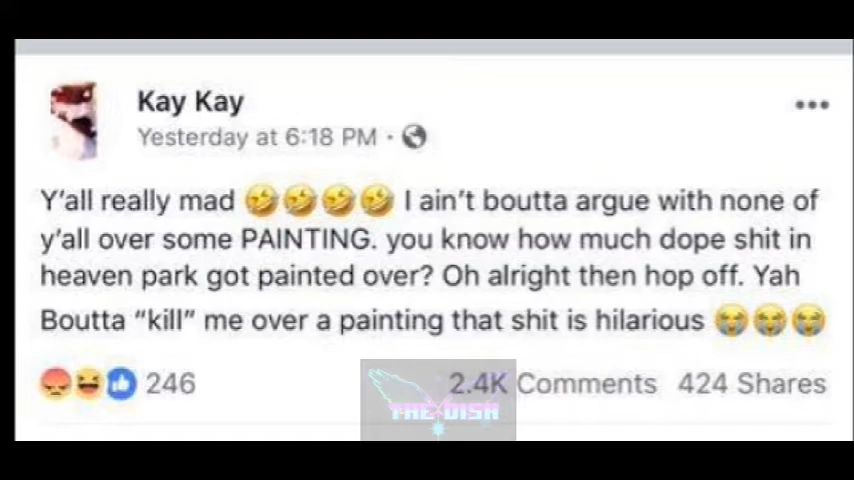 Kay Kay
Yesterday at 6:18 PM ·
Y'all really mad 🤣🤣🤣🤣 I ain't boutta argue with none of
y'all over some PAINTING. you know how much dope shit in
heaven park got painted over? Oh alright then hop off. Yah
Boutta “kill” me over a painting that shit is hilarious 😭😭😭
246 2.4K Comments 424 Shares
THE DISH